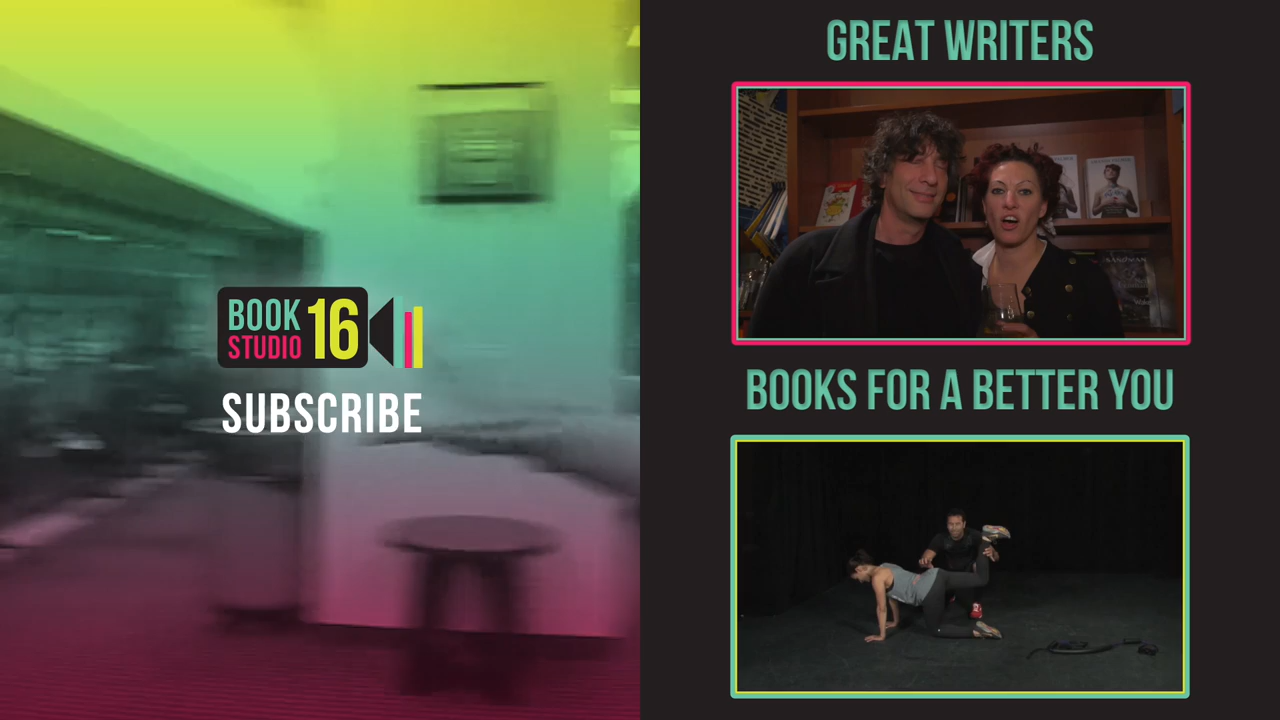 BOOK
STUDIO
16
SUBSCRIBE
GREAT WRITERS
BOOKS FOR A BETTER YOU